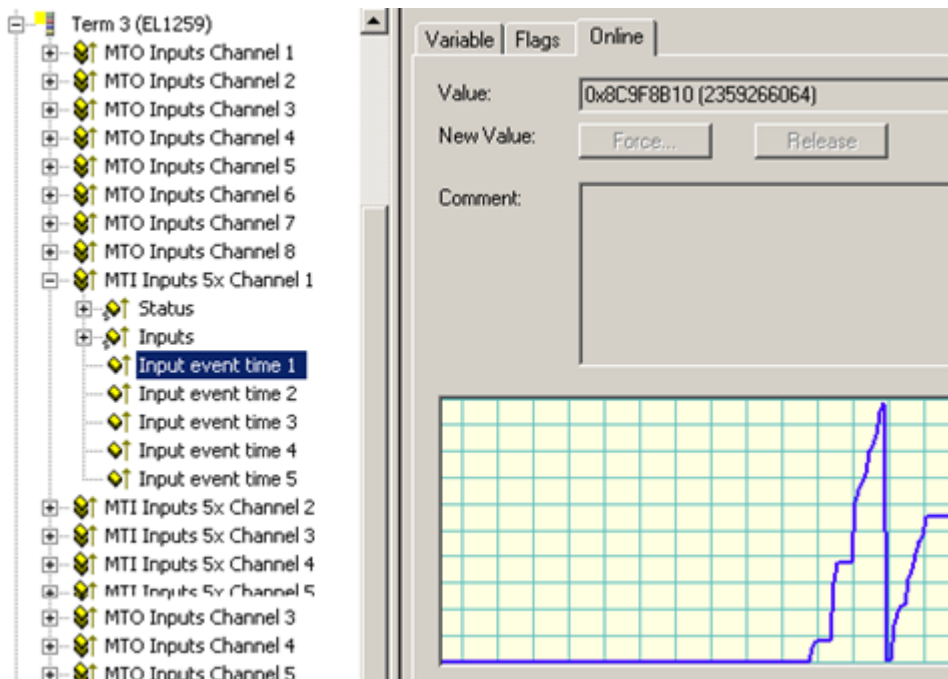 Term 3 (EL1259)
MTO Inputs Channel 1
MTO Inputs Channel 2
MTO Inputs Channel 3
MTO Inputs Channel 4
MTO Inputs Channel 5
MTO Inputs Channel 6
MTO Inputs Channel 7
MTO Inputs Channel 8
MTI Inputs 5x Channel 1
Status
Inputs
Input event time 1
Input event time 2
Input event time 3
Input event time 4
Input event time 5
MTI Inputs 5x Channel 2
MTI Inputs 5x Channel 3
MTI Inputs 5x Channel 4
MTI Inputs 5x Channel 5
MTO Inputs Channel 3
MTO Inputs Channel 4
MTO Inputs Channel 5
Variable Flags Online
Value: 0x8C9F8B10 (2359266064)
New Value: Force... Release
Comment: